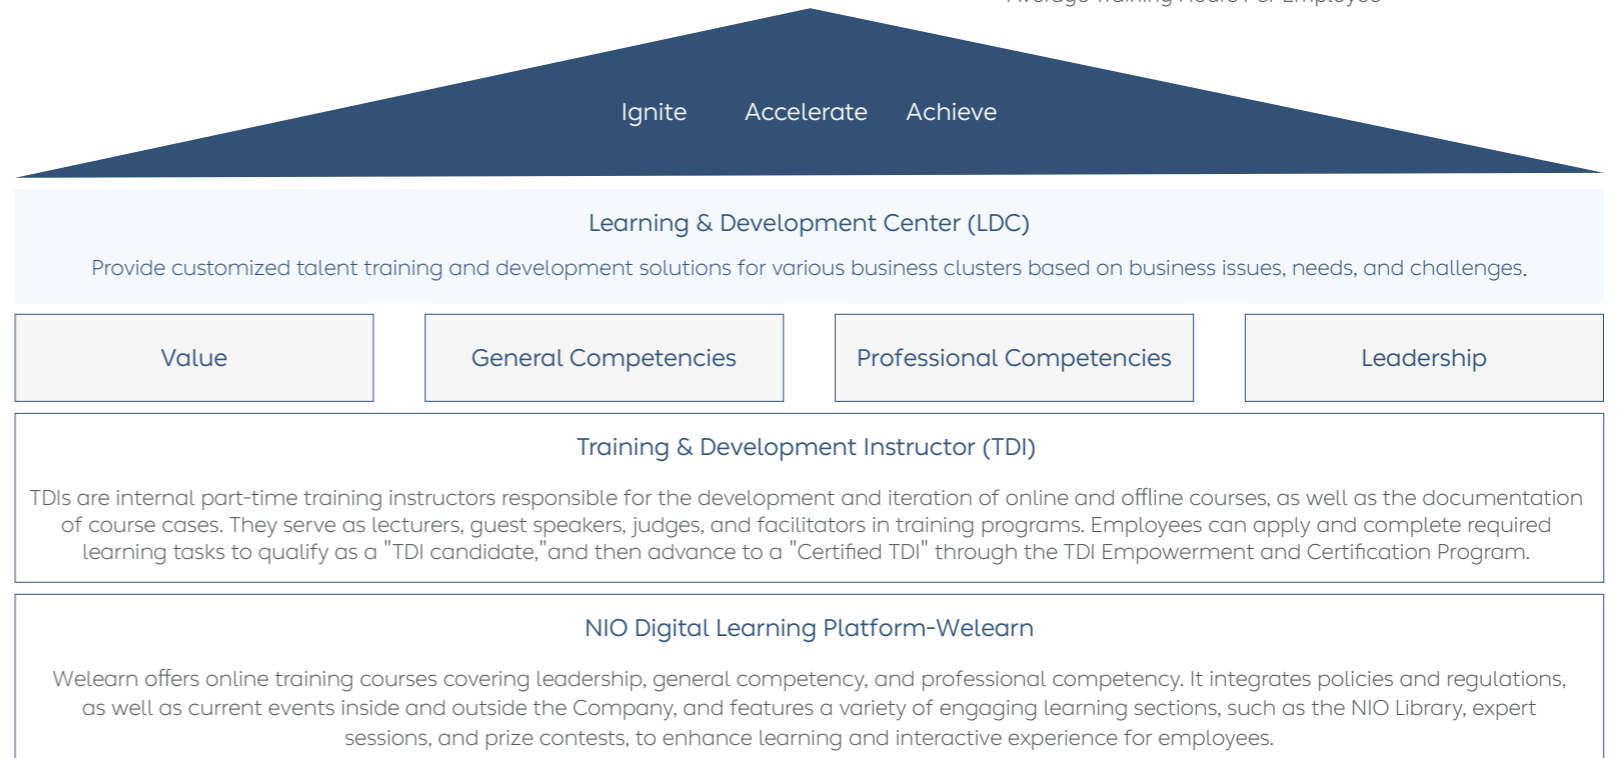 Average Training Hours Per Employee
Ignite Accelerate Achieve
Learning & Development Center (LDC)
Provide customized talent training and development solutions for various business clusters based on business issues, needs, and challenges.
Value General Competencies Professional Competencies Leadership
Training & Development Instructor (TDI)
TDIs are internal part-time training instructors responsible for the development and iteration of online and offline courses, as well as the documentation
of course cases. They serve as lecturers, guest speakers, judges, and facilitators in training programs. Employees can apply and complete required
learning tasks to qualify as a "TDI candidate,"and then advance to a "Certified TDI" through the TDI Empowerment and Certification Program.
NIO Digital Learning Platform-Welearn
Welearn offers online training courses covering leadership, general competency, and professional competency. It integrates policies and regulations,
as well as current events inside and outside the Company, and features a variety of engaging learning sections, such as the NIO Library, expert
sessions, and prize contests, to enhance learning and interactive experience for employees.